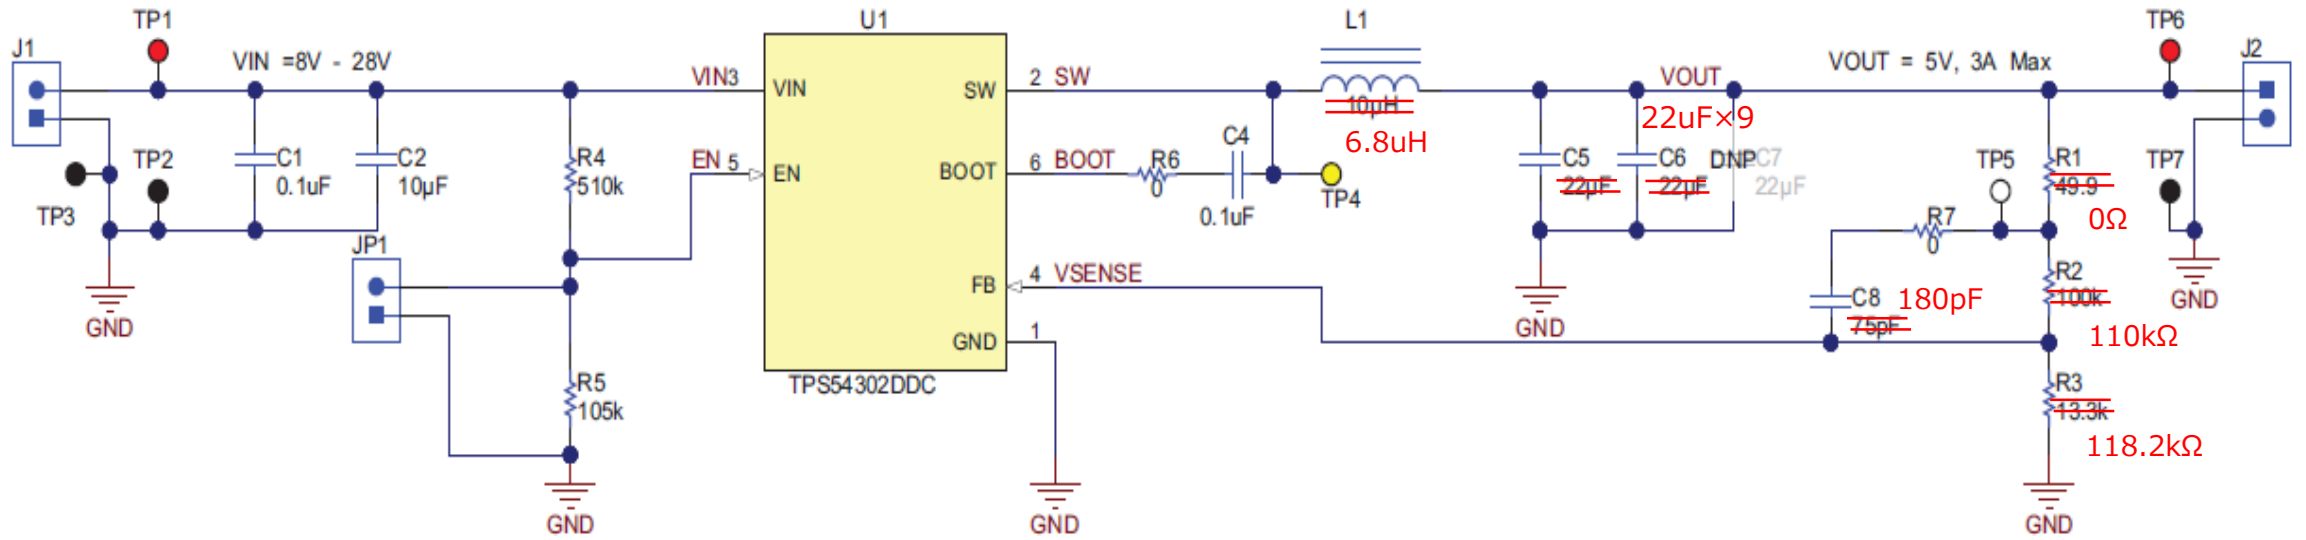 J1
TP1
VIN =8V - 28V
TP3
TP2
GND
C1
0.1uF
C2
10µF
JP1
R4
510k
R5
105k
GND
VIN3
EN 5
U1
VIN
EN
SW
BOOT
FB
GND
TPS54302DDC
2 SW
6 BOOT
4 VSENSE
1
GND
R6
0
C4
0.1uF
TP4
L1
10µH
6.8uH
VOUT
22uF×9
C5
22µF
C6
22µF
DNP
C7
22µF
GND
VOUT = 5V, 3A Max
TP6
J2
TP5
TP7
GND
R1
49.9
0Ω
R7
0
C8
75pF
180pF
R2
100k
110kΩ
R3
13.3k
118.2kΩ
GND